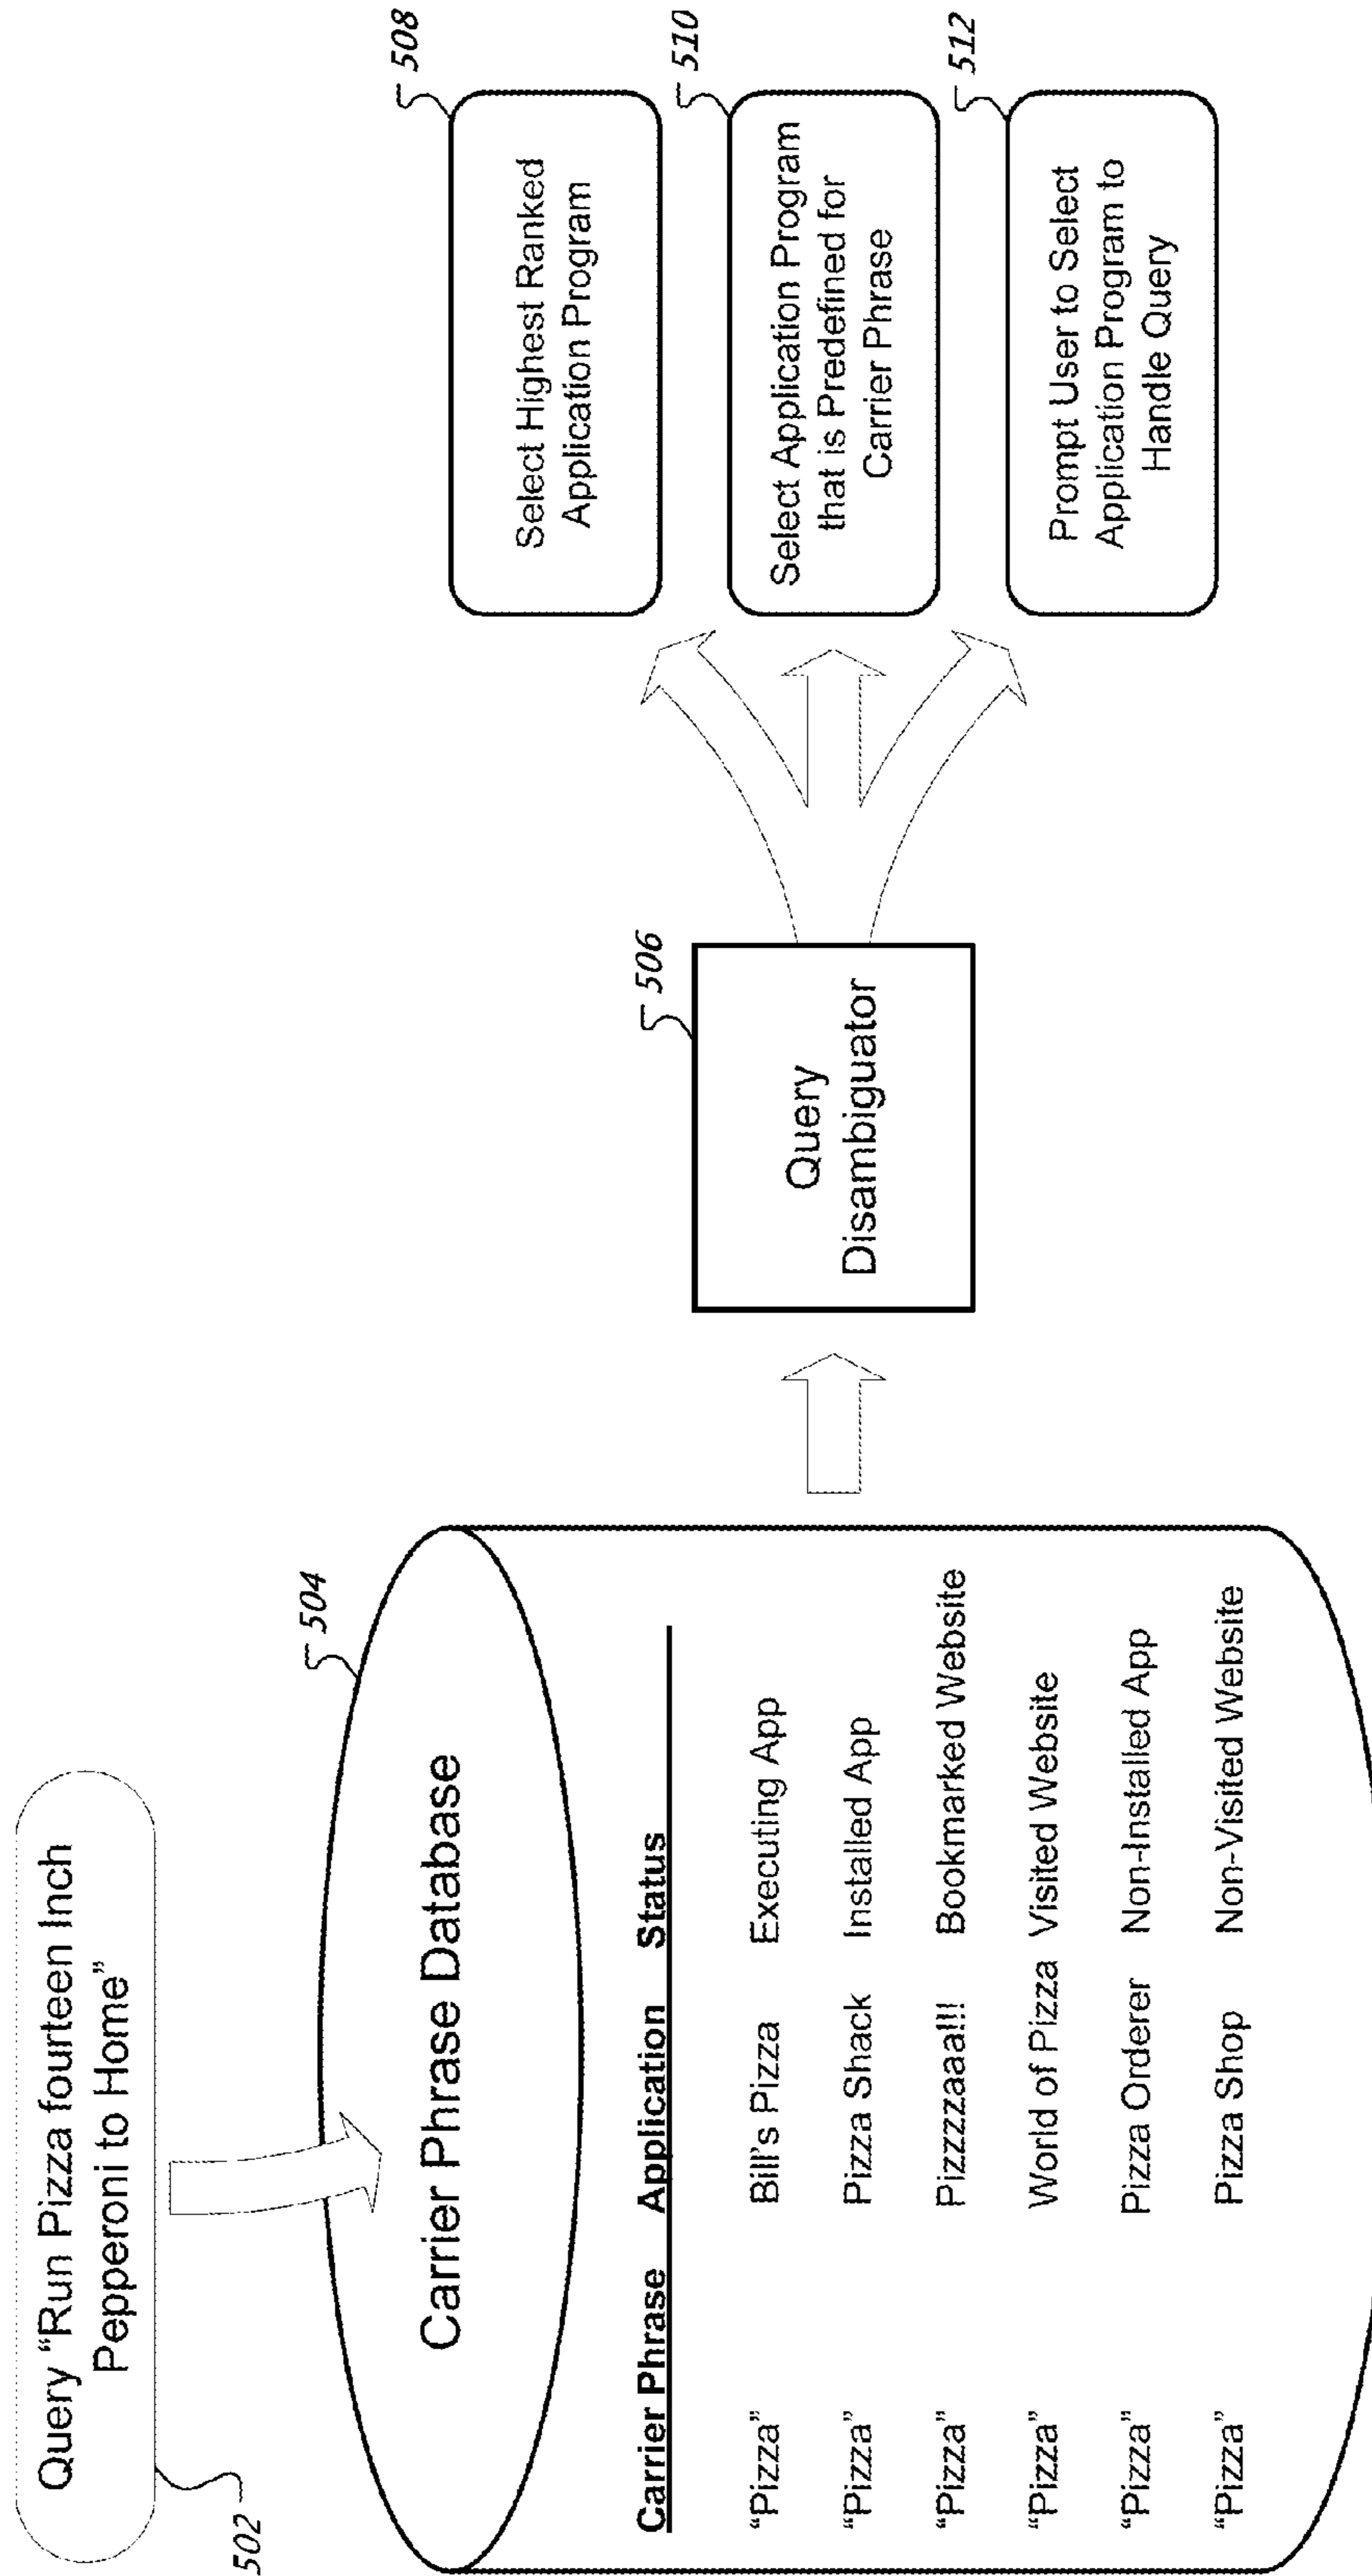 Query “Run Pizza fourteen Inch
Pepperoni to Home”
502
504
Carrier Phrase Database
Carrier Phrase Application Status
“Pizza” Bill's Pizza Executing App
“Pizza” Pizza Shack Installed App
“Pizza” Pizzzzaaa!!! Bookmarked Website
“Pizza” World of Pizza Visited Website
“Pizza” Pizza Orderer Non-Installed App
“Pizza” Pizza Shop Non-Visited Website
506
Query
Disambiguator
508
Select Highest Ranked
Application Program
510
Select Application Program
that is Predefined for
Carrier Phrase
512
Prompt User to Select
Application Program to
Handle Query